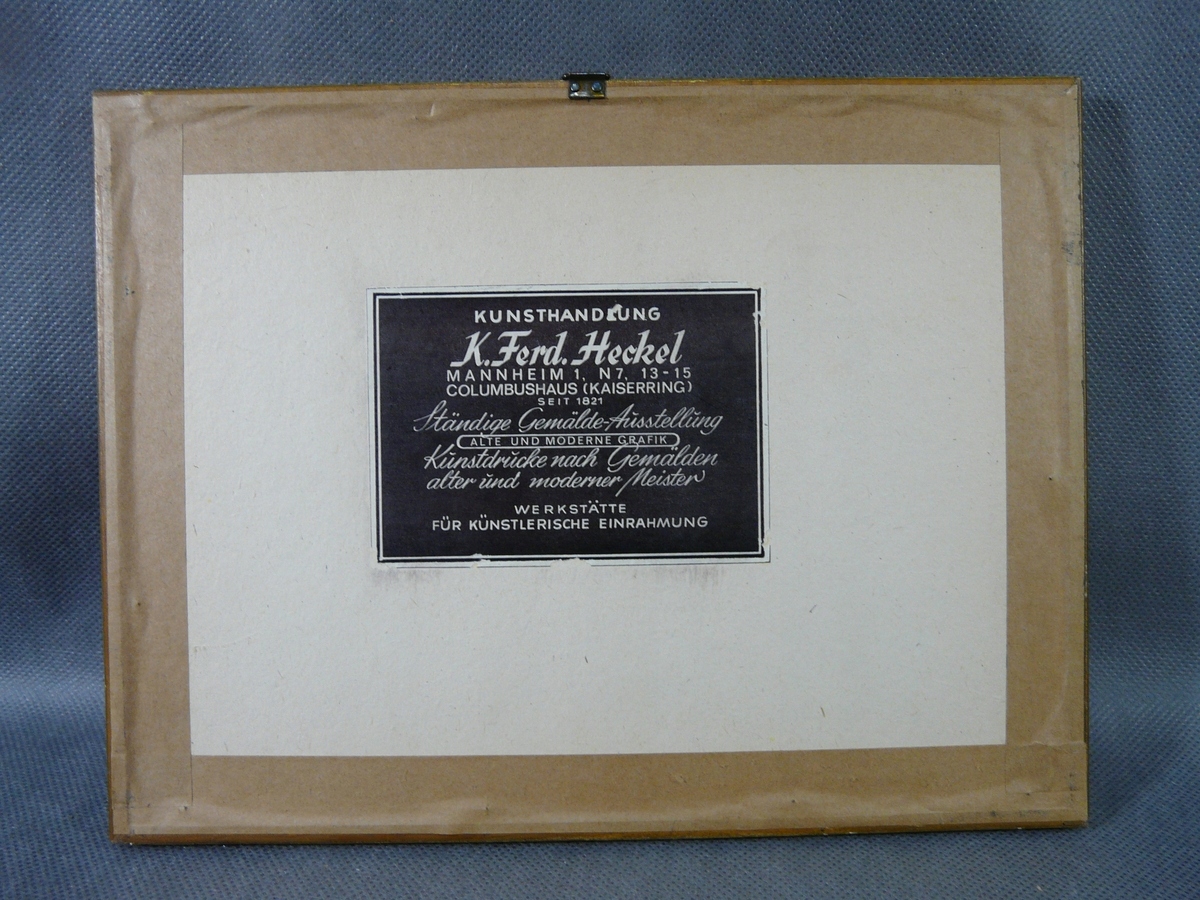 KUNSTHANDLUNG
K. Ferd. Heckel
MANNHEIM 1, N7, 13-15
COLUMBUSHAUS (KAISERRING)
SEIT 1821
Ständige Gemälde-Ausstellung
ALTE UND MODERNE GRAFIK
Kunstdrucke nach Gemälden
alter und moderner Meister
WERKSTÄTTE
FÜR KÜNSTLERISCHE EINRAHMUNG